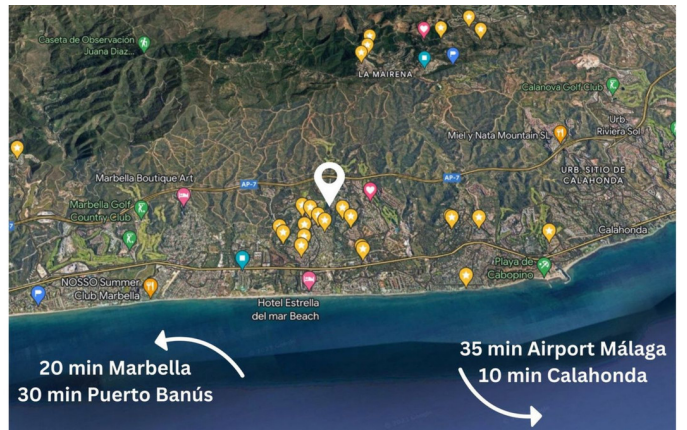 Caseta de Observación
Juana Díaz...
LA MAIRENA
Calanova Golf Club
Urb.
Riviera Sol
Miel y Nata Mountain SL
URB. SITIO DE
CALAHONDA
Marbella Boutique Art
AP-7
AP-7
Marbella Golf
Country Club
Calahonda
Playa de
Cabopino
NOSSO Summer
Club Marbella
Hotel Estrella
del mar Beach
20 min Marbella
30 min Puerto Banús
35 min Airport Málaga
10 min Calahonda